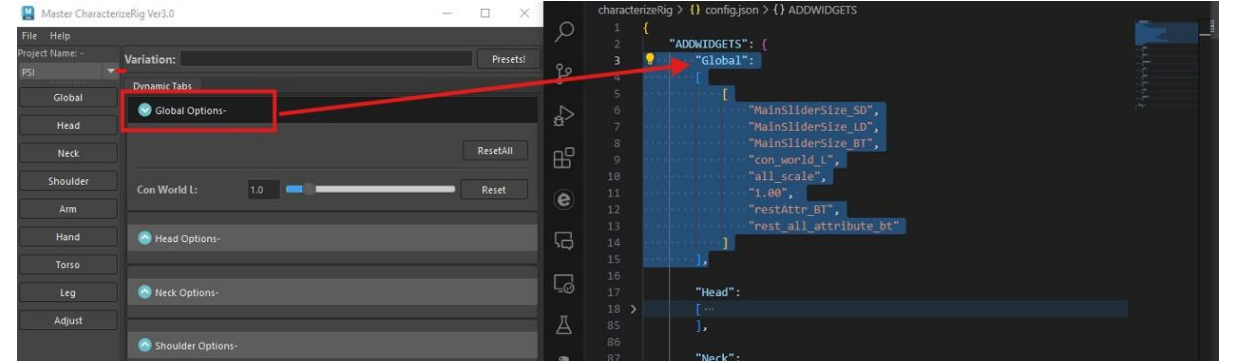 Master CharacterizeRig Ver3.0
File Help
Project Name: -
PSI
Global
Head
Neck
Shoulder
Arm
Hand
Torso
Leg
Adjust
Variation:
Presets!
Dynamic Tabs
Global Options-
ResetAll
Con World L:
1.0
Reset
Head Options-
Neck Options-
Shoulder Options-
characterizeRig > {} config.json > {} ADDWIDGETS
1 {
2 "ADDWIDGETS": {
3 "Global":
4 [
5 [
6 "MainSliderSize_SD",
7 "MainSliderSize_LD",
8 "MainSliderSize_BT",
9 "con_world_L",
10 "all_scale",
11 "1.00",
12 "restAttr_BT",
13 "rest_all_attribute_bt"
14 ]
15 ],
16
17 "Head":
18 > [ ...
85 ],
86
87 "Neck":